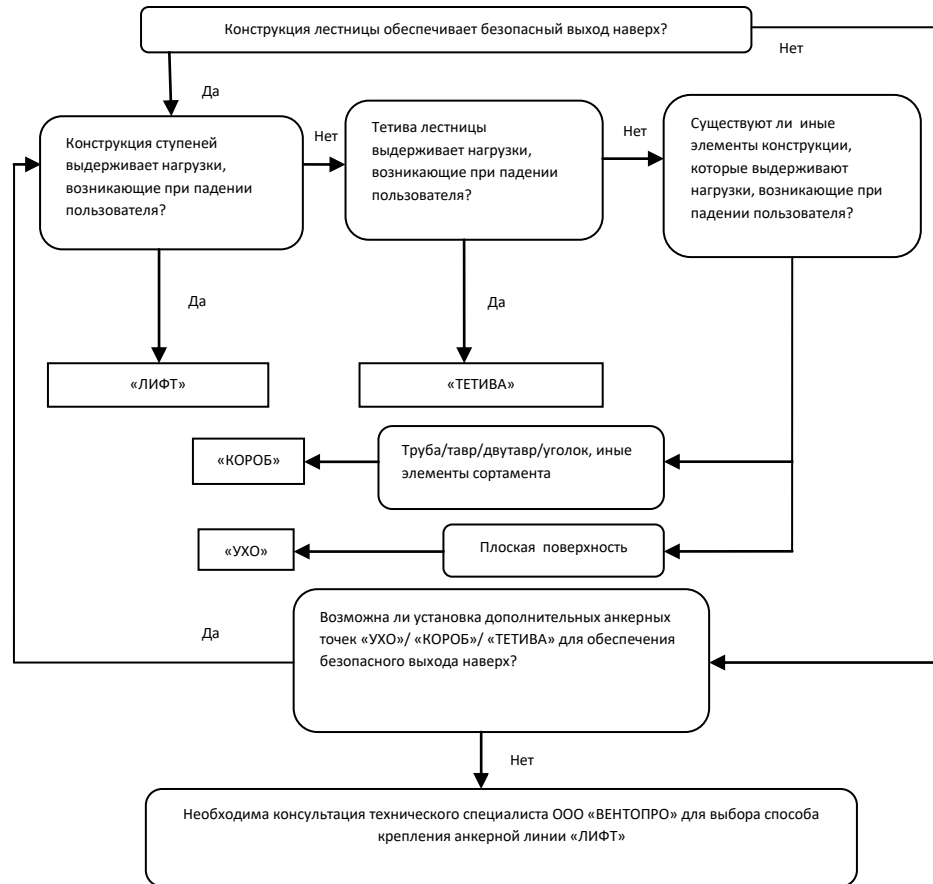 Конструкция лестницы обеспечивает безопасный выход наверх?
Нет
Да
Конструкция ступеней
выдерживает нагрузки,
возникающие при падении
пользователя?
Нет
Тетива лестницы
выдерживает нагрузки,
возникающие при падении
пользователя?
Нет
Существуют ли иные
элементы конструкции,
которые выдерживают
нагрузки, возникающие при
падении пользователя?
Да
Да
«ЛИФТ»
«ТЕТИВА»
«КОРОБ»
Труба/тавр/двутавр/уголок, иные
элементы сортамента
«УХО»
Плоская поверхность
Да
Возможна ли установка дополнительных анкерных
точек «УХО»/ «КОРОБ»/ «ТЕТИВА» для обеспечения
безопасного выхода наверх?
Нет
Необходима консультация технического специалиста ООО «ВЕНТОПРО» для выбора способа
крепления анкерной линии «ЛИФТ»